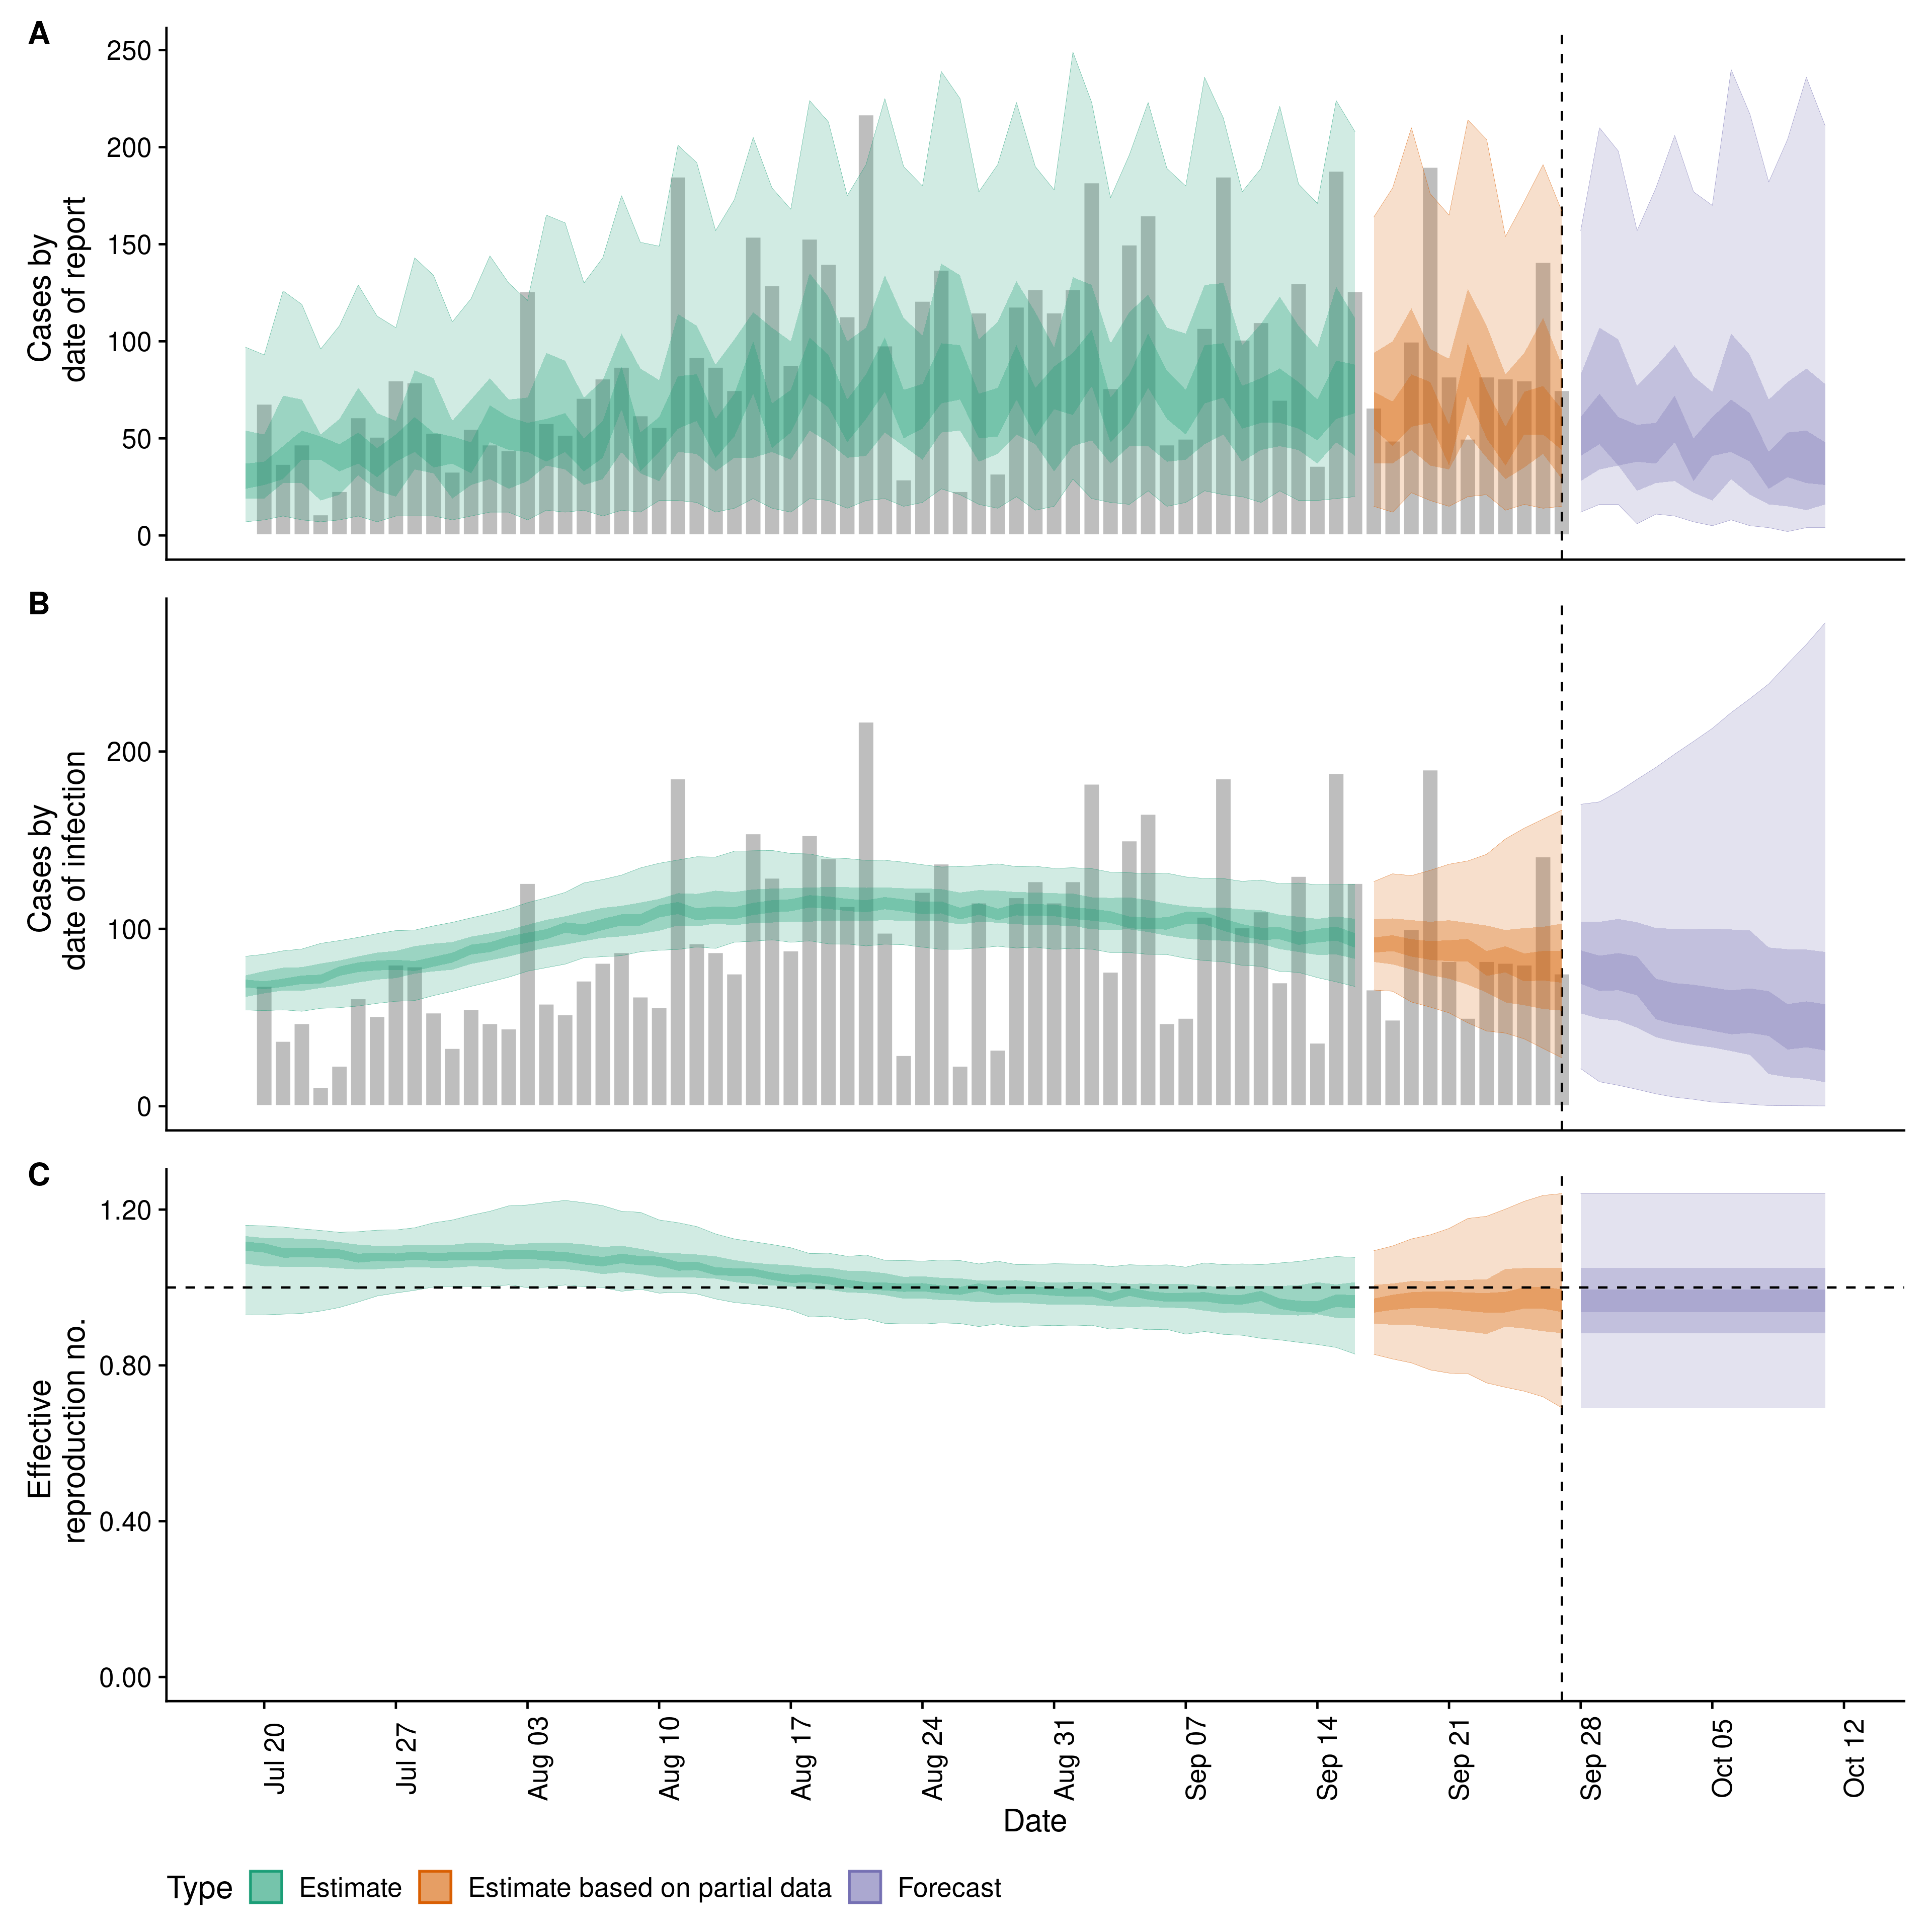 A
Cases by
date of report
250
200
150
100
50
0
B
Cases by
date of infection
200
100
0
C
Effective
reproduction no.
1.20
0.80
0.40
0.00
Jul 20
Jul 27
Aug 03
Aug 10
Aug 17
Aug 24
Aug 31
Sep 07
Sep 14
Sep 21
Sep 28
Oct 05
Oct 12
Date
Type Estimate Estimate based on partial data Forecast